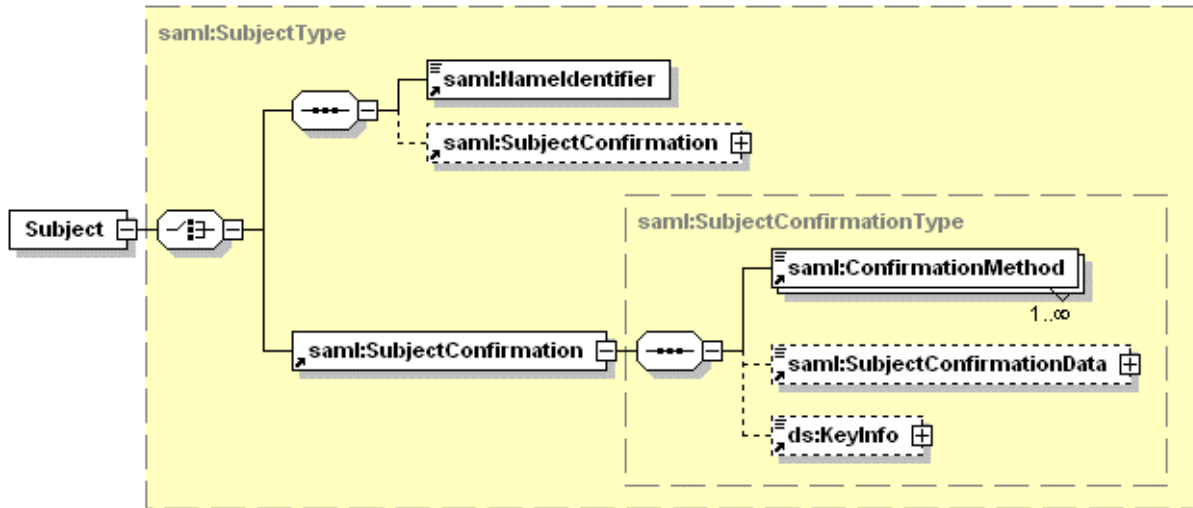 saml:SubjectType
saml:NameIdentifier
saml:SubjectConfirmation
Subject
saml:SubjectConfirmationType
saml:ConfirmationMethod
1..∞
saml:SubjectConfirmation
saml:SubjectConfirmationData
ds:KeyInfo